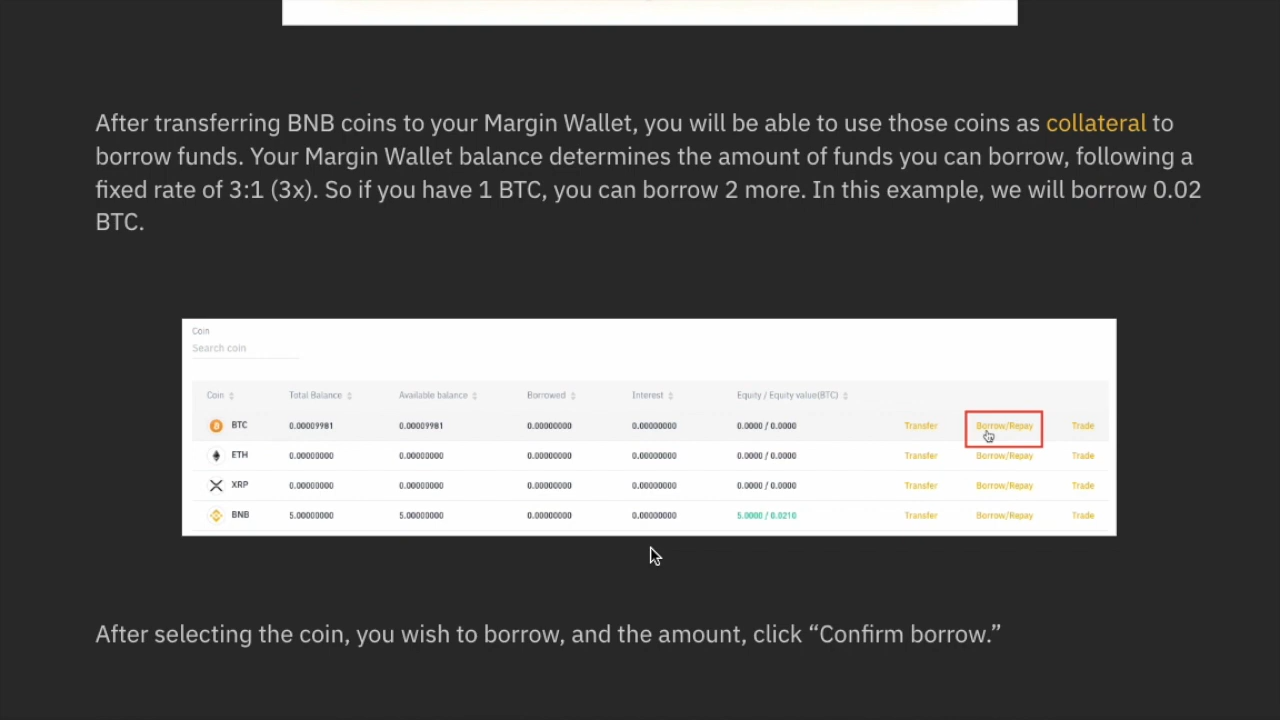 After transferring BNB coins to your Margin Wallet, you will be able to use those coins as collateral to
borrow funds. Your Margin Wallet balance determines the amount of funds you can borrow, following a
fixed rate of 3:1 (3x). So if you have 1 BTC, you can borrow 2 more. In this example, we will borrow 0.02
BTC.
Coin
Search coin
Coin Total Balance Available balance Borrowed Interest Equity / Equity value(BTC)
BTC 0.00009981 0.00009981 0.00000000 0.00000000 0.0000 / 0.0000 Transfer Borrow/Repay Trade
ETH 0.00000000 0.00000000 0.00000000 0.00000000 0.0000 / 0.0000 Transfer Borrow/Repay Trade
XRP 0.00000000 0.00000000 0.00000000 0.00000000 0.0000 / 0.0000 Transfer Borrow/Repay Trade
BNB 5.00000000 5.00000000 0.00000000 0.00000000 5.0000 / 0.0210 Transfer Borrow/Repay Trade
After selecting the coin, you wish to borrow, and the amount, click “Confirm borrow.”